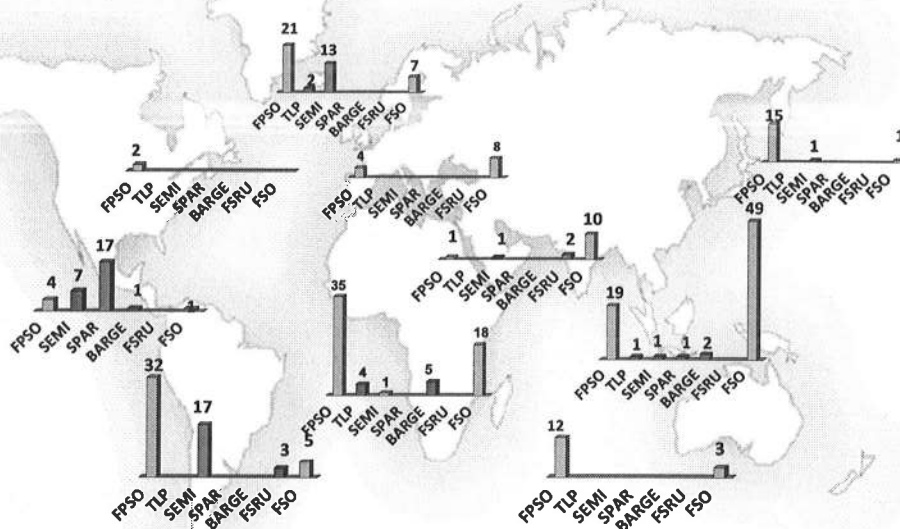 21 2 13 7
FPSO TLP SEMI SPAR BARGE FSRU FSO
2
FPSO TLP SEMI SPAR BARGE FSRU FSO
4 8
FPSO TLP SEMI SPAR BARGE FSRU FSO
15 1 1
FPSO TLP SEMI SPAR BARGE FSRU FSO
4 7 17 1 1
FPSO SEMI SPAR BARGE FSRU FSO
1 1 2 10
FPSO TLP SEMI SPAR BARGE FSRU FSO
35 4 1 5 18
FPSO TLP SEMI SPAR BARGE FSRU FSO
19 1 1 1 2 49
FPSO TLP SEMI SPAR BARGE FSRU FSO
32 17 3 5
FPSO TLP SEMI SPAR BARGE FSRU FSO
12 3
FPSO TLP SEMI SPAR BARGE FSRU FSO